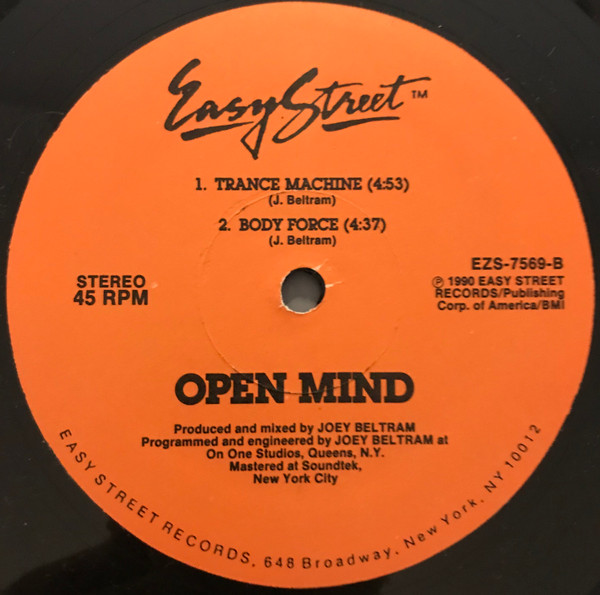 Easy Street ™
1. TRANCE MACHINE (4:53)
(J. Beltram)
2. BODY FORCE (4:37)
(J. Beltram)
STEREO
45 RPM
EZS-7569-B
℗ 1990 EASY STREET
RECORDS/Publishing
Corp. of America/BMI
OPEN MIND
Produced and mixed by JOEY BELTRAM
Programmed and engineered by JOEY BELTRAM at
On One Studios, Queens, N.Y.
Mastered at Soundtek,
New York City
EASY STREET RECORDS, 648 Broadway, New York, NY 10012